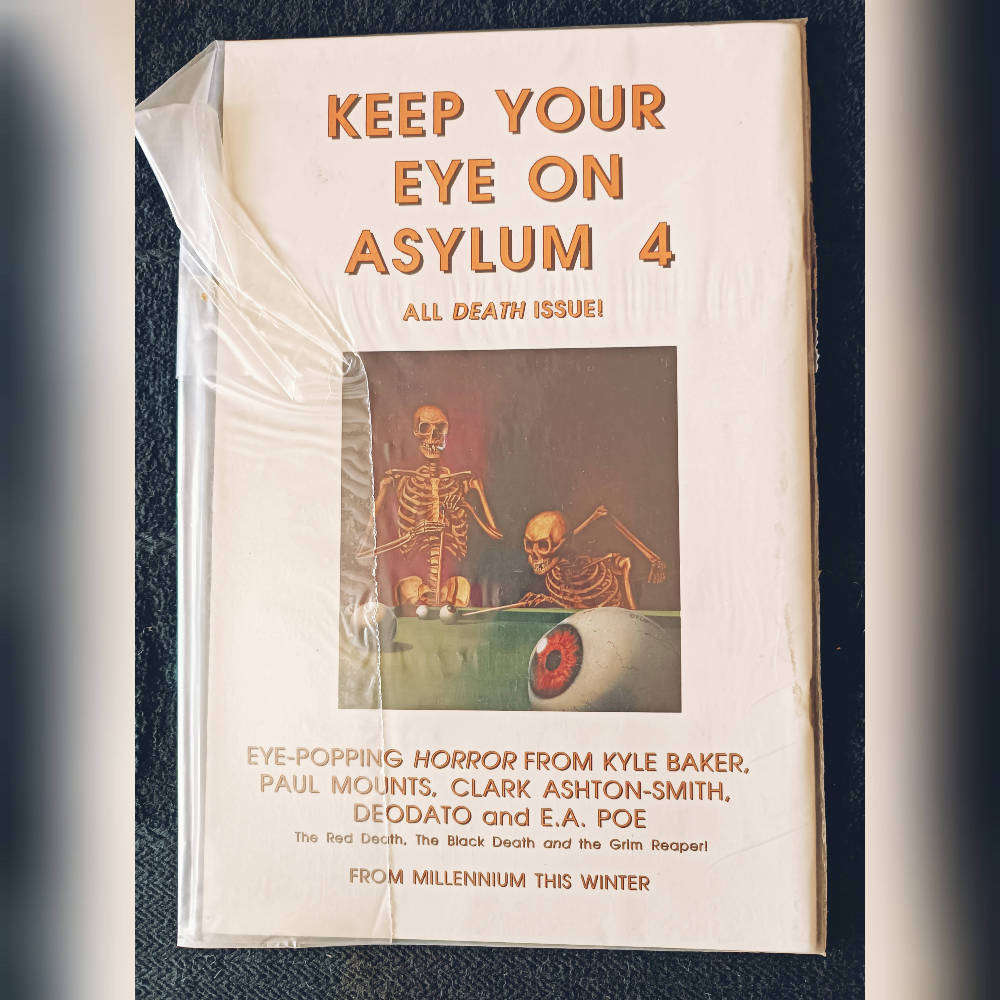 KEEP YOUR
EYE ON
ASYLUM 4
ALL DEATH ISSUE!
EYE-POPPING HORROR FROM KYLE BAKER,
PAUL MOUNTS, CLARK ASHTON-SMITH,
DEODATO and E.A. POE
The Red Death, The Black Death and the Grim Reaper!
FROM MILLENNIUM THIS WINTER